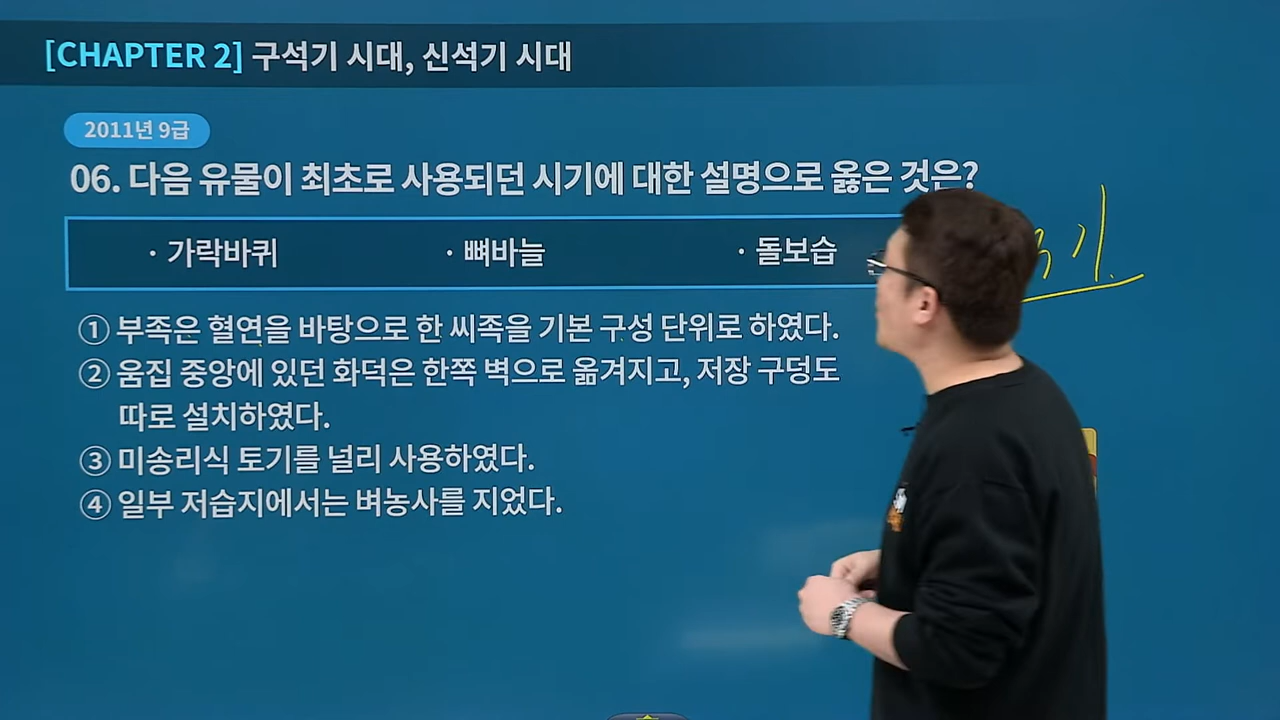 [CHAPTER 2] 구석기 시대, 신석기 시대
2011년 9급
06. 다음 유물이 최초로 사용되던 시기에 대한 설명으로 옳은 것은?
· 가락바퀴 · 뼈바늘 · 돌보습
① 부족은 혈연을 바탕으로 한 씨족을 기본 구성 단위로 하였다.
② 움집 중앙에 있던 화덕은 한쪽 벽으로 옮겨지고, 저장 구덩도
따로 설치하였다.
③ 미송리식 토기를 널리 사용하였다.
④ 일부 저습지에서는 벼농사를 지었다.